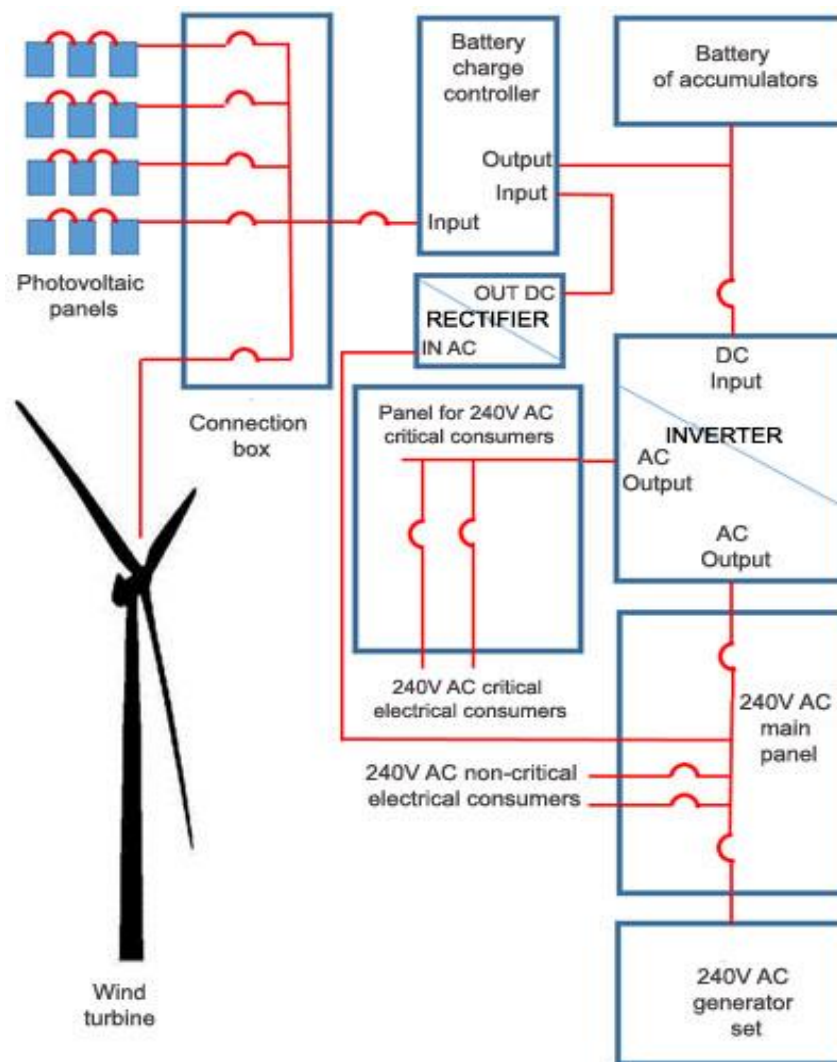 Battery
charge
controller
Output
Input
Input
Battery
of accumulators
Photovoltaic
panels
OUT DC
RECTIFIER
IN AC
Connection
box
DC
Input
INVERTER
AC
Output
AC
Output
Panel for 240V AC
critical consumers
240V AC critical
electrical consumers
240V AC
main
panel
240V AC non-critical
electrical consumers
Wind
turbine
240V AC
generator
set